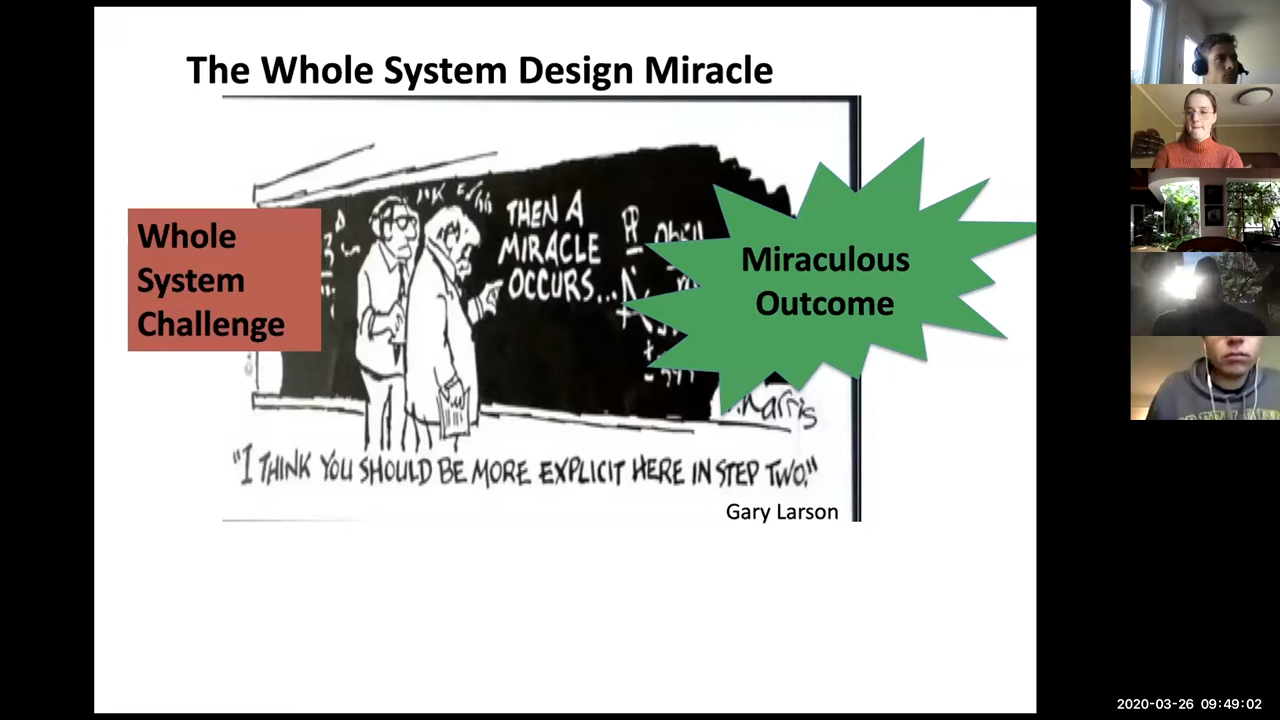 The Whole System Design Miracle
Whole
System
Challenge
THEN A
MIRACLE
OCCURS...
Miraculous
Outcome
Harris
"I THINK YOU SHOULD BE MORE EXPLICIT HERE IN STEP TWO."
Gary Larson
2020-03-26 09:49:02